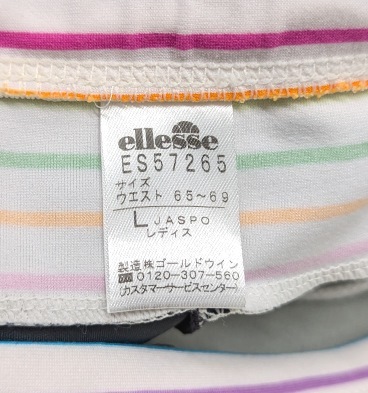 ellesse
ES57265
サイズ
ウエスト 65～69
L JASPO
レディス
製造(株)ゴールドウイン
☎0120-307-560
(カスタマーサービスセンター)